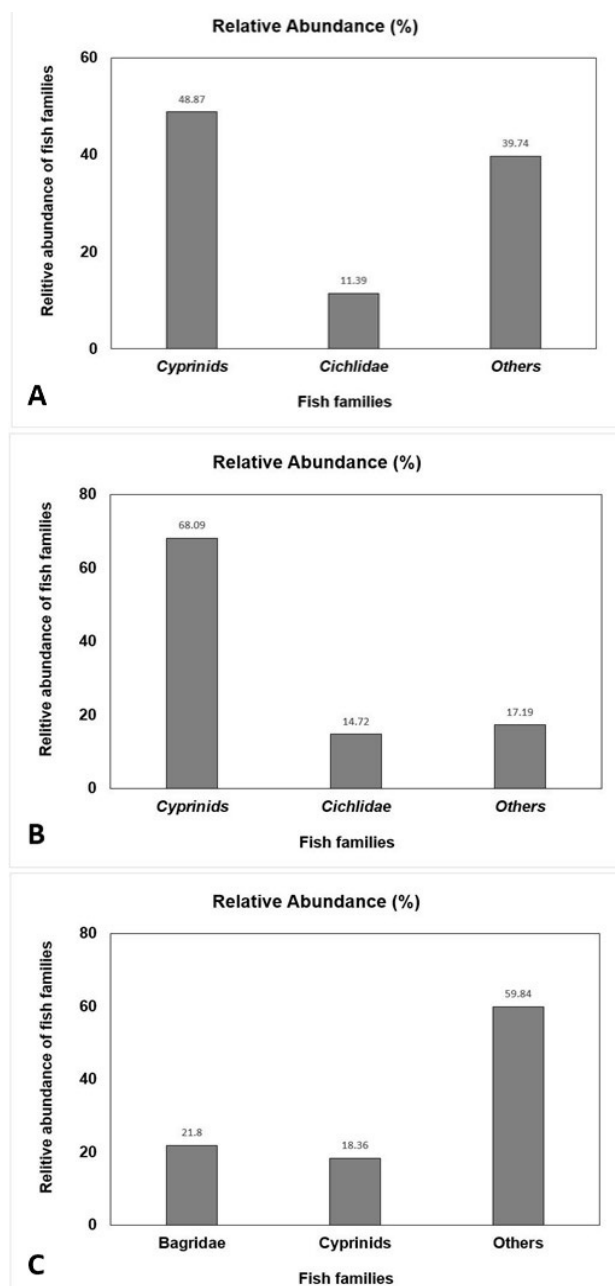 Relative Abundance (%)
Relitive abundance of fish families
60
40
20
0
48.87
11.39
39.74
Cyprinids Cichlidae Others
Fish families
A
Relative Abundance (%)
Relitive abundance of fish families
80
60
40
20
0
68.09
14.72
17.19
Cyprinids Cichlidae Others
Fish families
B
Relative Abundance (%)
Relitive abundance of fish families
80
60
40
20
0
21.8
18.36
59.84
Bagridae Cyprinids Others
Fish families
C